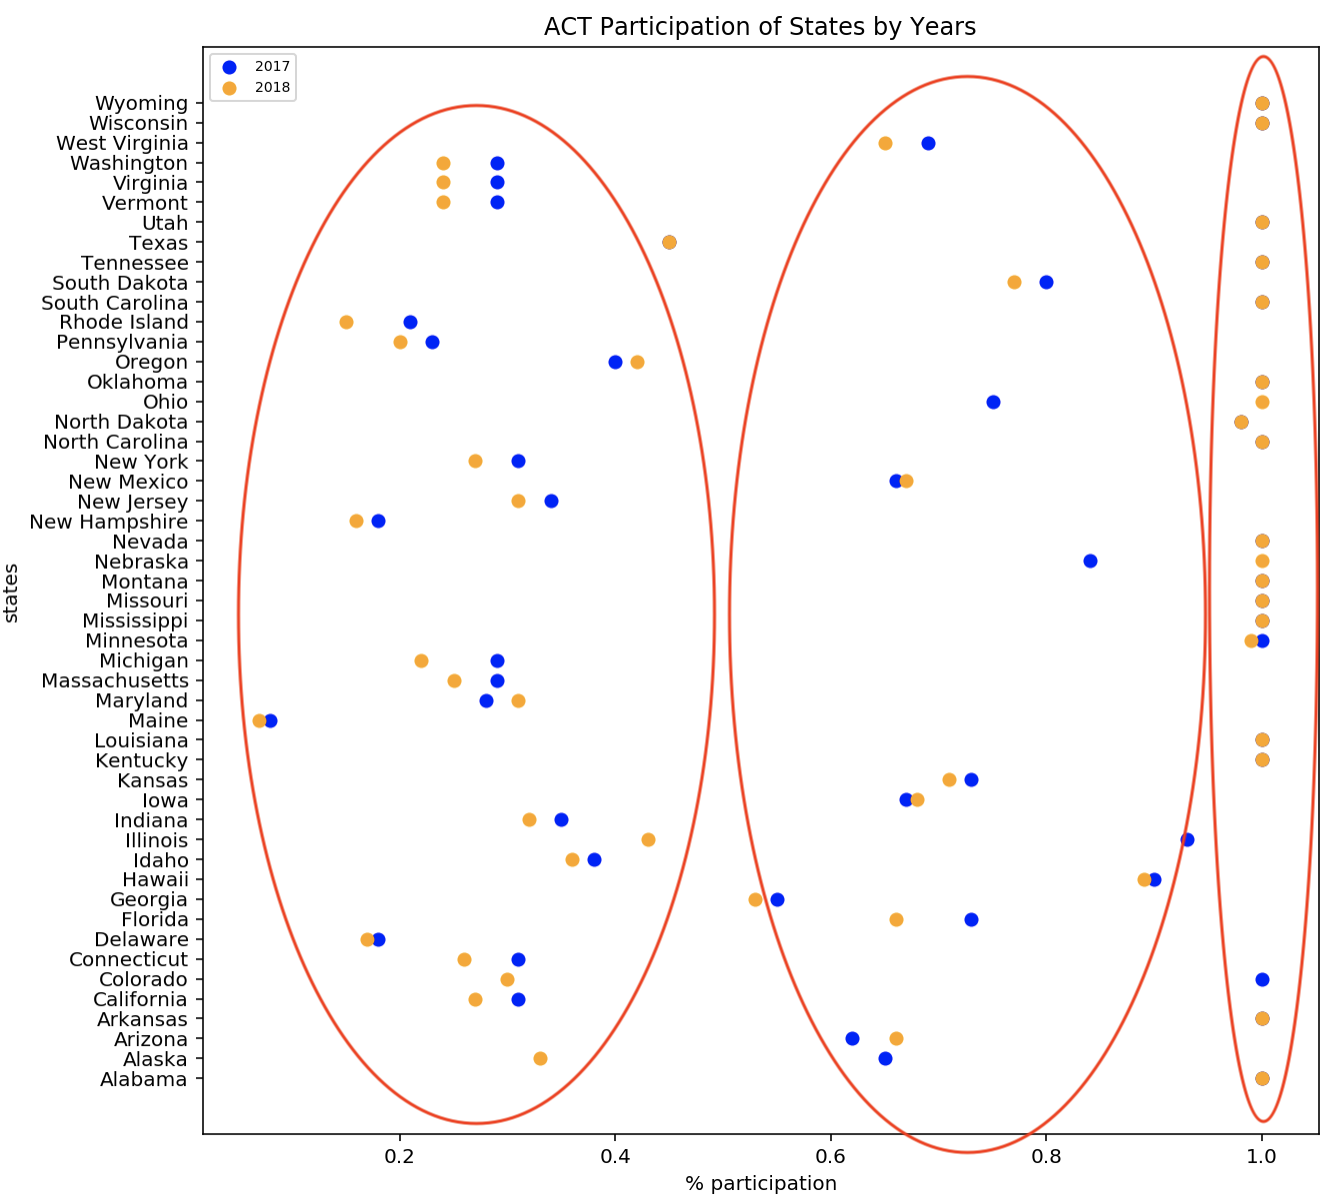 ACT Participation of States by Years
2017
2018
Wyoming
Wisconsin
West Virginia
Washington
Virginia
Vermont
Utah
Texas
Tennessee
South Dakota
South Carolina
Rhode Island
Pennsylvania
Oregon
Oklahoma
Ohio
North Dakota
North Carolina
New York
New Mexico
New Jersey
New Hampshire
Nevada
Nebraska
Montana
Missouri
Mississippi
Minnesota
Michigan
Massachusetts
Maryland
Maine
Louisiana
Kentucky
Kansas
Iowa
Indiana
Illinois
Idaho
Hawaii
Georgia
Florida
Delaware
Connecticut
Colorado
California
Arkansas
Arizona
Alaska
Alabama
states
0.2 0.4 0.6 0.8 1.0
% participation